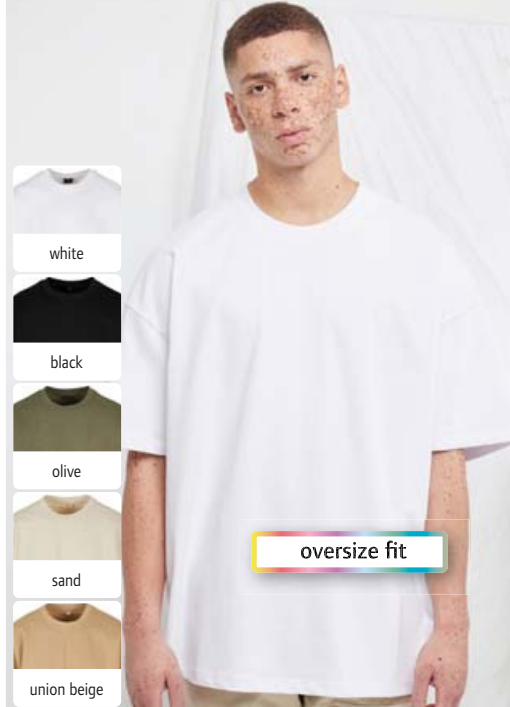 white
black
olive
sand
union beige
oversize fit